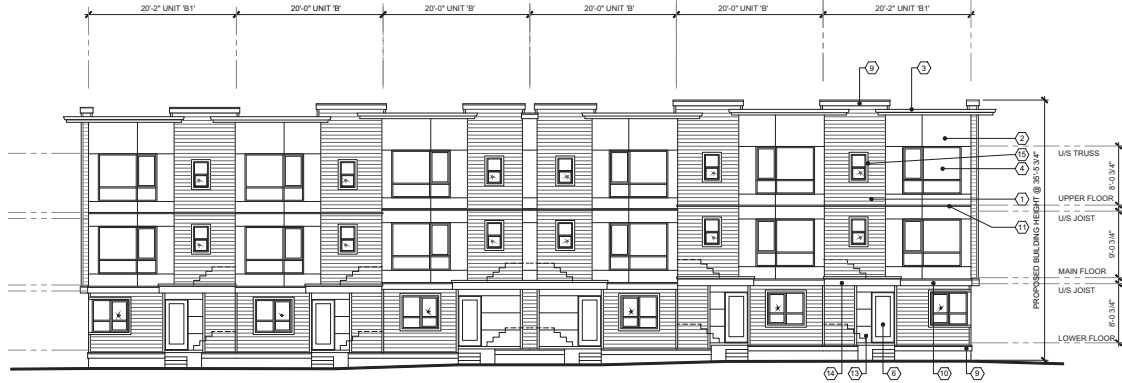 20'-2" UNIT 'B1'
20'-0" UNIT 'B'
20'-0" UNIT 'B'
20'-0" UNIT 'B'
20'-0" UNIT 'B'
20'-2" UNIT 'B1'
9
3
2
15
4
1
11
PROPOSED BUILDING HEIGHT @ 35'-5 3/4"
U/S TRUSS
8'-0 3/4"
UPPER FLOOR
U/S JOIST
9'-0 3/4"
MAIN FLOOR
U/S JOIST
8'-0 3/4"
LOWER FLOOR
14
13
6
10
9